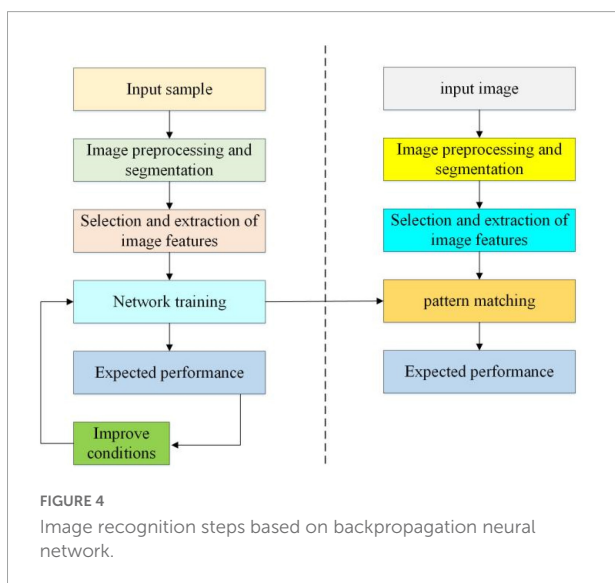 Input sample
Image preprocessing and
segmentation
Selection and extraction of
image features
Network training
Expected performance
Improve
conditions
input image
Image preprocessing and
segmentation
Selection and extraction of
image features
pattern matching
Expected performance
FIGURE 4
Image recognition steps based on backpropagation neural
network.